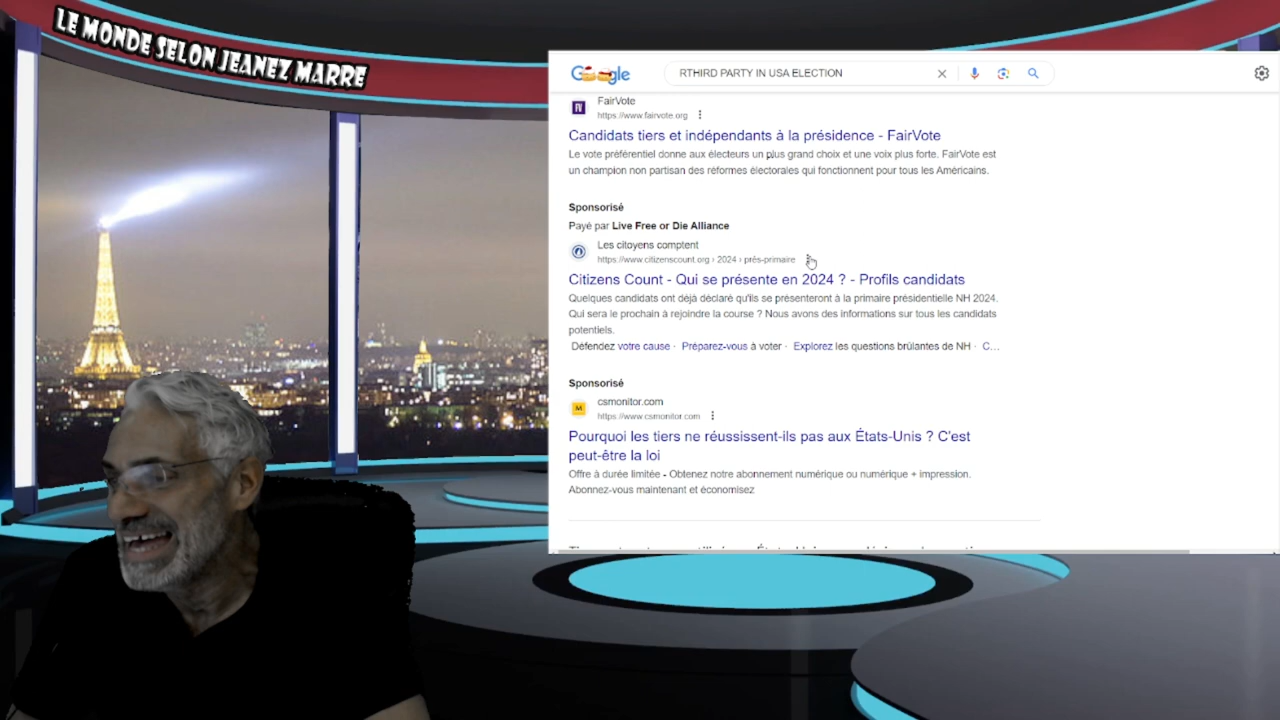 LE MONDE SELON JEANEZ MARRE
Google
RTHIRD PARTY IN USA ELECTION
FairVote
https://www.fairvote.org
Candidats tiers et indépendants à la présidence - FairVote
Le vote préférentiel donne aux électeurs un plus grand choix et une voix plus forte. FairVote est
un champion non partisan des réformes électorales qui fonctionnent pour tous les Américains.
Sponsorisé
Payé par Live Free or Die Alliance
Les citoyens comptent
https://www.citizenscount.org › 2024 › prés-primaire
Citizens Count - Qui se présente en 2024 ? - Profils candidats
Quelques candidats ont déjà déclaré qu'ils se présenteront à la primaire présidentielle NH 2024.
Qui sera le prochain à rejoindre la course ? Nous avons des informations sur tous les candidats
potentiels.
Défendez votre cause · Préparez-vous à voter · Explorez les questions brûlantes de NH · C...
Sponsorisé
csmonitor.com
https://www.csmonitor.com
Pourquoi les tiers ne réussissent-ils pas aux États-Unis ? C'est
peut-être la loi
Offre à durée limitée - Obtenez notre abonnement numérique ou numérique + impression.
Abonnez-vous maintenant et économisez